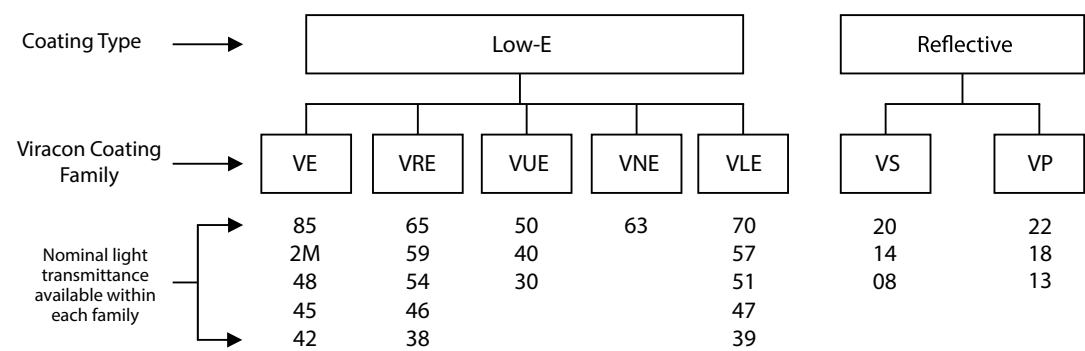 Coating Type
Low-E
Reflective
Viracon Coating
Family
VE
VRE
VUE
VNE
VLE
VS
VP
Nominal light
transmittance
available within
each family
85 65 50 63 70 20 22
2M 59 40 57 14 18
48 54 30 51 08 13
45 46 47
42 38 39